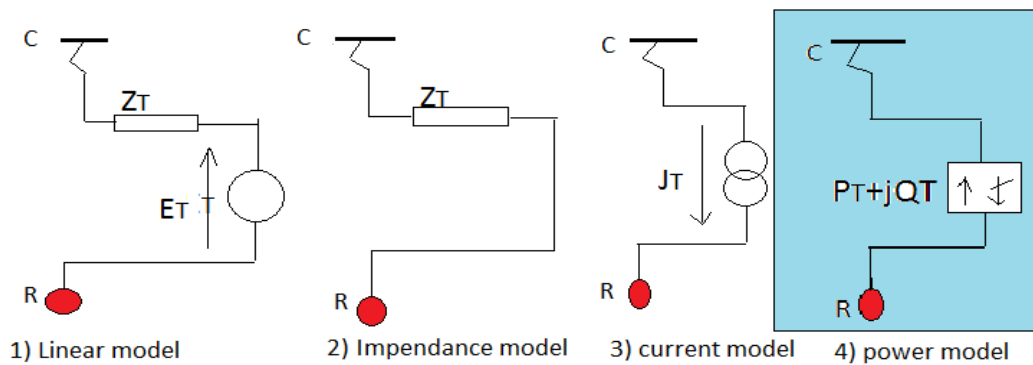 C
ZT
ET T
R
1) Linear model
C
ZT
R
2) Impendance model
C
JT
R
3) current model
C
PT+jQT
R
4) power model